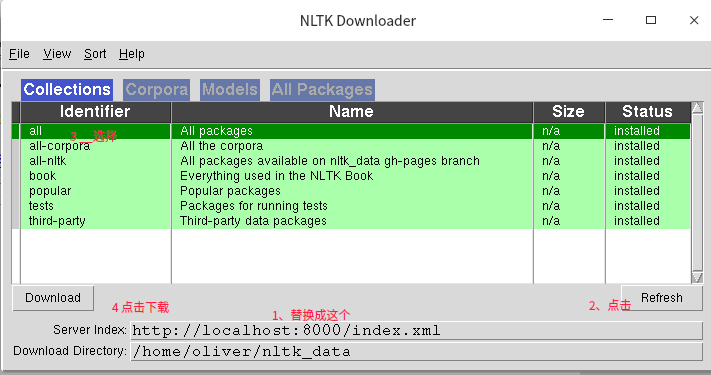 NLTK Downloader
File View Sort Help
Collections Corpora Models All Packages
Identifier Name Size Status
all All packages n/a installed
3、选择
all-corpora All the corpora n/a installed
all-nltk All packages available on nltk_data gh-pages branch n/a installed
book Everything used in the NLTK Book n/a installed
popular Popular packages n/a installed
tests Packages for running tests n/a installed
third-party Third-party data packages n/a installed
Download 4 点击下载 1、替换成这个 2、点击 Refresh
Server Index: http://localhost:8000/index.xml
Download Directory: /home/oliver/nltk_data